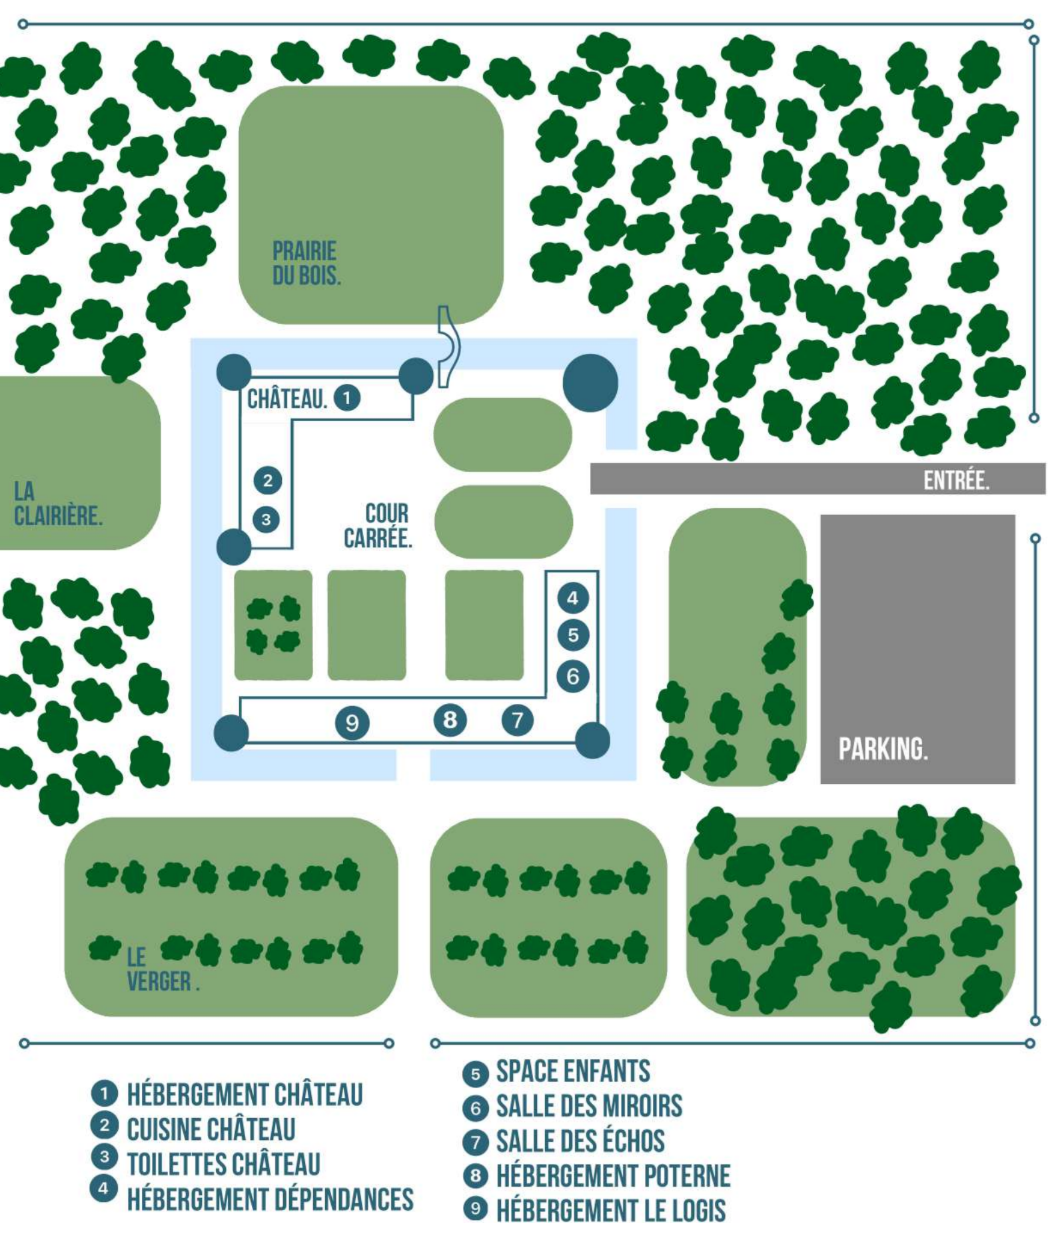 PRAIRIE
DU BOIS.
CHÂTEAU. 1
2
3
LA
CLAIRIÈRE.
COUR
CARRÉE.
ENTRÉE.
4
5
6
9 8 7
PARKING.
LE
VERGER .
1 HÉBERGEMENT CHÂTEAU
2 CUISINE CHÂTEAU
3 TOILETTES CHÂTEAU
4 HÉBERGEMENT DÉPENDANCES
5 SPACE ENFANTS
6 SALLE DES MIROIRS
7 SALLE DES ÉCHOS
8 HÉBERGEMENT POTERNE
9 HÉBERGEMENT LE LOGIS